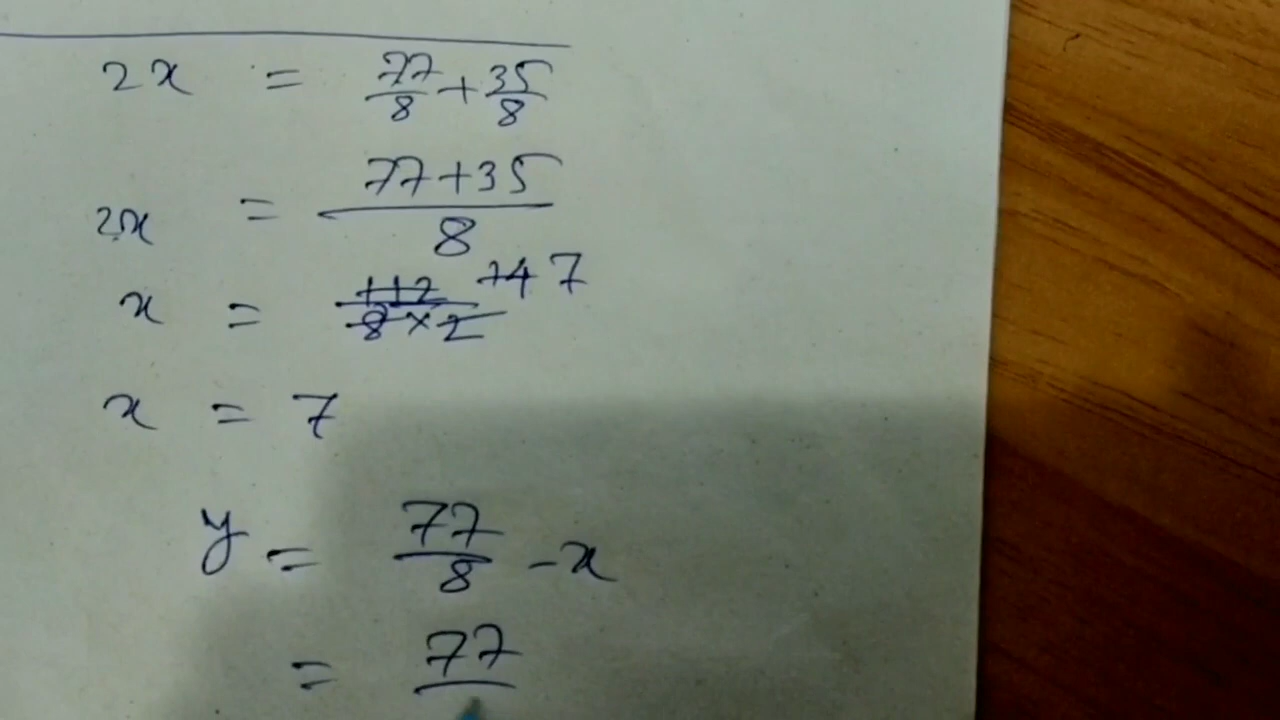 2x = 77/8 + 35/8
2x = 77+35/8
x = 112/8×2 14 7
x = 7
y = 77/8 - x
= 77